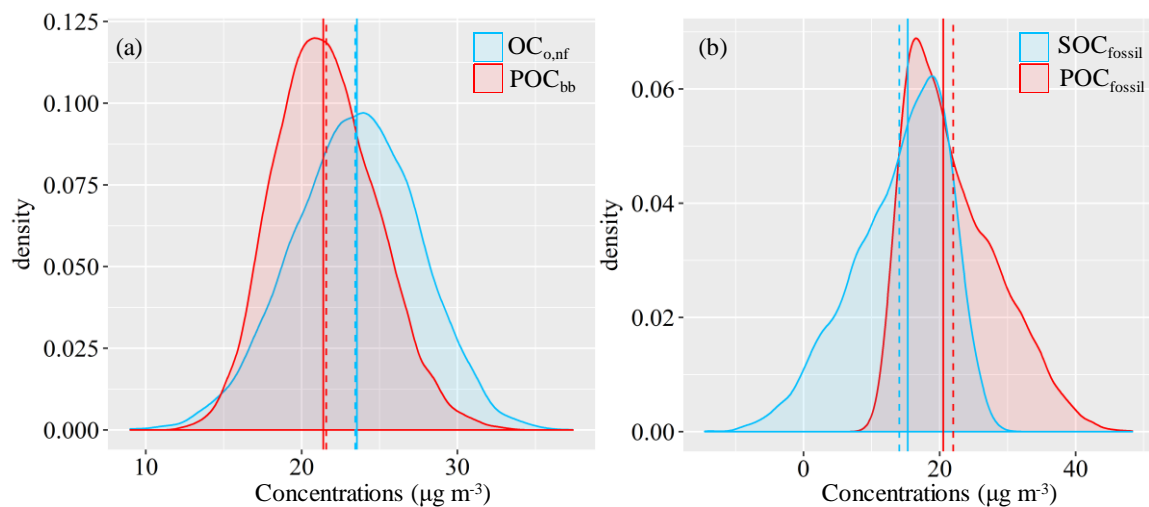 (a)
OC₀,nf
POCbb
0.125
0.100
0.075
0.050
0.025
0.000
density
10
20
30
Concentrations (μg m⁻³)
(b)
SOCfossil
POCfossil
0.06
0.04
0.02
0.00
density
0
20
40
Concentrations (μg m⁻³)